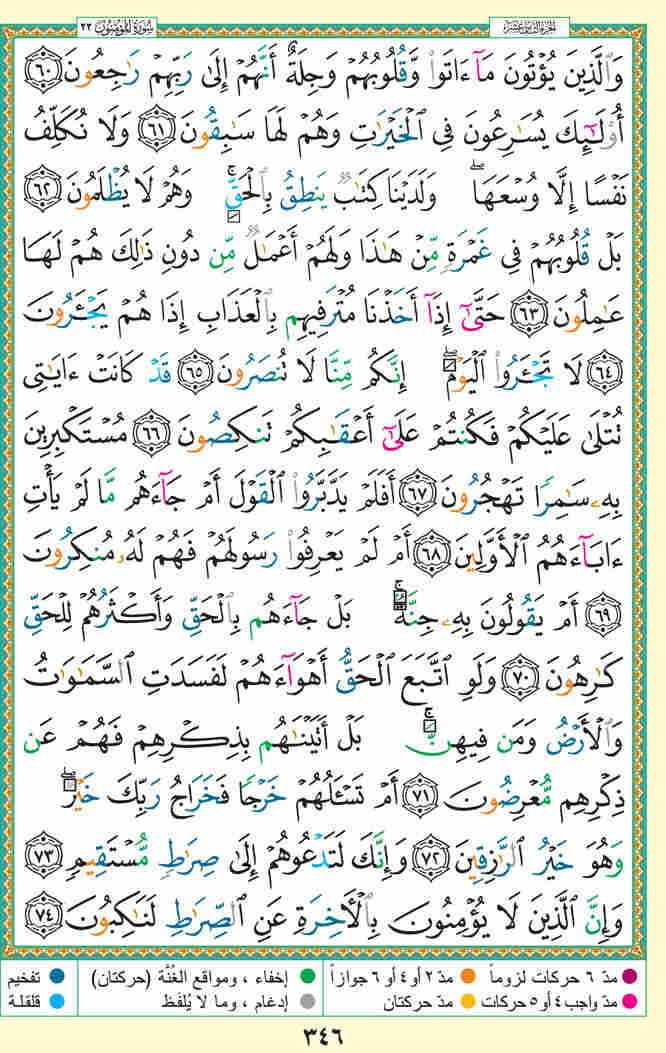 سورة المؤمنون ٢٣
الجزء الثامن عشر
وَٱلَّذِينَ يُؤۡتُونَ مَآ ءَاتَواْ وَّقُلُوبُهُمۡ وَجِلَةٌ أَنَّهُمۡ إِلَىٰ رَبِّهِمۡ رَٰجِعُونَ ٦٠
أُوْلَٰٓئِكَ يُسَٰرِعُونَ فِي ٱلۡخَيۡرَٰتِ وَهُمۡ لَهَا سَٰبِقُونَ ٦١ وَلَا نُكَلِّفُ
نَفۡسًا إِلَّا وُسۡعَهَاۖ وَلَدَيۡنَا كِتَٰبٞ يَنطِقُ بِٱلۡحَقِّۚ وَهُمۡ لَا يُظۡلَمُونَ ٦٢
بَلۡ قُلُوبُهُمۡ فِي غَمۡرَةٖ مِّنۡ هَٰذَا وَلَهُمۡ أَعۡمَٰلٞ مِّن دُونِ ذَٰلِكَ هُمۡ لَهَا
عَٰمِلُونَ ٦٣ حَتَّىٰٓ إِذَآ أَخَذۡنَا مُتۡرَفِيهِم بِٱلۡعَذَابِ إِذَا هُمۡ يَجۡـَٔرُونَ
٦٤ لَا تَجۡـَٔرُواْ ٱلۡيَوۡمَۖ إِنَّكُم مِّنَّا لَا تُنصَرُونَ ٦٥ قَدۡ كَانَتۡ ءَايَٰتِي
تُتۡلَىٰ عَلَيۡكُمۡ فَكُنتُمۡ عَلَىٰٓ أَعۡقَٰبِكُمۡ تَنكِصُونَ ٦٦ مُسۡتَكۡبِرِينَ
بِهِۦ سَٰمِرٗا تَهۡجُرُونَ ٦٧ أَفَلَمۡ يَدَّبَّرُواْ ٱلۡقَوۡلَ أَمۡ جَآءَهُم مَّا لَمۡ يَأۡتِ
ءَابَآءَهُمُ ٱلۡأَوَّلِينَ ٦٨ أَمۡ لَمۡ يَعۡرِفُواْ رَسُولَهُمۡ فَهُمۡ لَهُۥ مُنكِرُونَ
٦٩ أَمۡ يَقُولُونَ بِهِۦ جِنَّةُۢۚ بَلۡ جَآءَهُم بِٱلۡحَقِّ وَأَكۡثَرُهُمۡ لِلۡحَقِّ
كَٰرِهُونَ ٧٠ وَلَوِ ٱتَّبَعَ ٱلۡحَقُّ أَهۡوَآءَهُمۡ لَفَسَدَتِ ٱلسَّمَٰوَٰتُ
وَٱلۡأَرۡضُ وَمَن فِيهِنَّۚ بَلۡ أَتَيۡنَٰهُم بِذِكۡرِهِمۡ فَهُمۡ عَن
ذِكۡرِهِم مُّعۡرِضُونَ ٧١ أَمۡ تَسۡـَٔلُهُمۡ خَرۡجٗا فَخَرَاجُ رَبِّكَ خَيۡرٞۖ
وَهُوَ خَيۡرُ ٱلرَّٰزِقِينَ ٧٢ وَإِنَّكَ لَتَدۡعُوهُمۡ إِلَىٰ صِرَٰطٖ مُّسۡتَقِيمٖ ٧٣
وَإِنَّ ٱلَّذِينَ لَا يُؤۡمِنُونَ بِٱلۡأٓخِرَةِ عَنِ ٱلصِّرَٰطِ لَنَٰكِبُونَ ٧٤
مدّ ٦ حركات لزوماً مدّ ٢ أو ٤ أو ٦ جوازاً إخفاء ، ومواقع الغُنَّة (حركتان) تفخيم
مدّ واجب ٤ أو ٥ حركات مدّ حركتان إدغام ، وما لا يُلفَظ قلقلة
٣٤٦